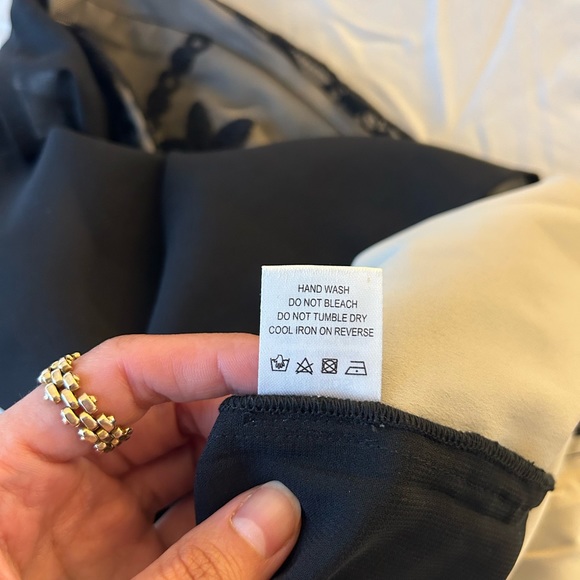 HAND WASH
DO NOT BLEACH
DO NOT TUMBLE DRY
COOL IRON ON REVERSE